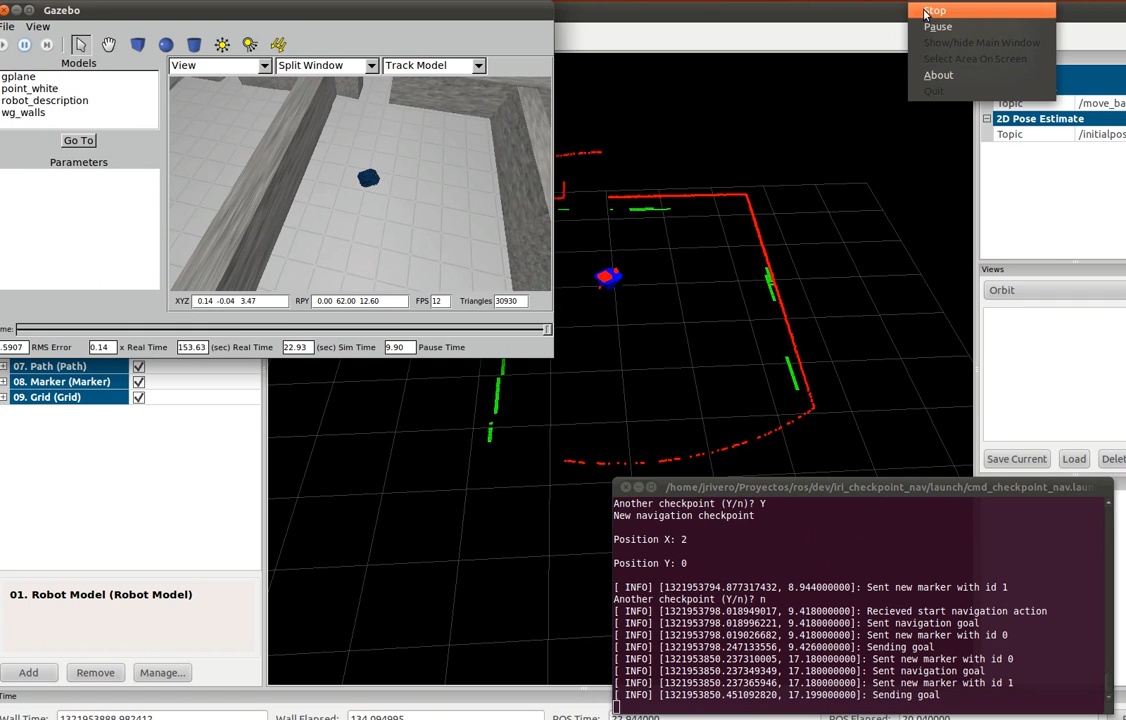 Gazebo
File View
Models
gplane
point_white
robot_description
wg_walls
Go To
Parameters
View Split Window Track Model
XYZ 0.14 -0.04 3.47 RPY 0.00 62.00 12.60 FPS 12 Triangles 30930
me:
.5907 RMS Error 0.14 x Real Time 153.63 (sec) Real Time 22.93 (sec) Sim Time 9.90 Pause Time
07. Path (Path)
08. Marker (Marker)
09. Grid (Grid)
01. Robot Model (Robot Model)
Add Remove Manage...
Time
Wall Time: 1321953888.982412 Wall Elapsed: 134.094995 ROS Time: 22.944000 ROS Elapsed: 20.040000
Stop
Pause
Show/hide Main Window
Select Area On Screen
About
Quit
Topic /move_ba
2D Pose Estimate
Topic /initialpos
Views
Orbit
Save Current Load Delet
/home/jrivero/Proyectos/ros/dev/iri_checkpoint_nav/launch/cmd_checkpoint_nav.laun
Another checkpoint (Y/n)? Y
New navigation checkpoint
Position X: 2
Position Y: 0
[ INFO] [1321953794.877317432, 8.944000000]: Sent new marker with id 1
Another checkpoint (Y/n)? n
[ INFO] [1321953798.018949017, 9.418000000]: Recieved start navigation action
[ INFO] [1321953798.018996221, 9.418000000]: Sent navigation goal
[ INFO] [1321953798.019026682, 9.418000000]: Sent new marker with id 0
[ INFO] [1321953798.247133556, 9.426000000]: Sending goal
[ INFO] [1321953850.237310005, 17.180000000]: Sent new marker with id 0
[ INFO] [1321953850.237349349, 17.180000000]: Sent navigation goal
[ INFO] [1321953850.237365946, 17.180000000]: Sent new marker with id 1
[ INFO] [1321953850.451092820, 17.199000000]: Sending goal